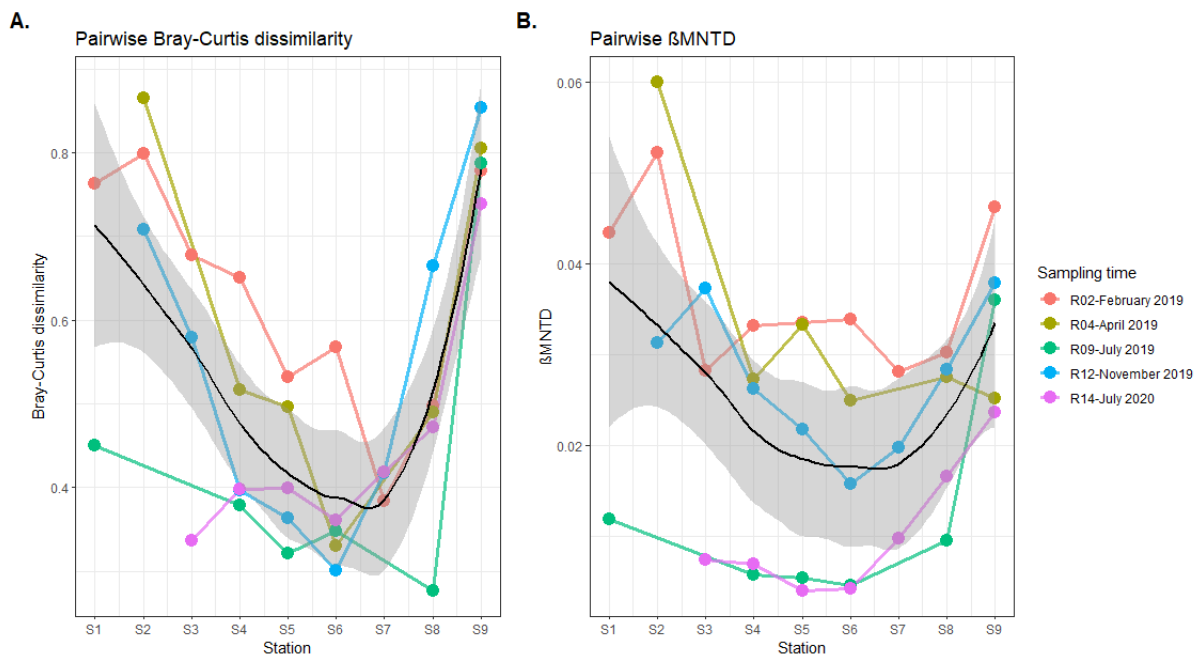 A.
Pairwise Bray-Curtis dissimilarity
Bray-Curtis dissimilarity
0.8
0.6
0.4
S1 S2 S3 S4 S5 S6 S7 S8 S9
Station
B.
Pairwise ßMNTD
ßMNTD
0.06
0.04
0.02
S1 S2 S3 S4 S5 S6 S7 S8 S9
Station
Sampling time
R02-February 2019
R04-April 2019
R09-July 2019
R12-November 2019
R14-July 2020